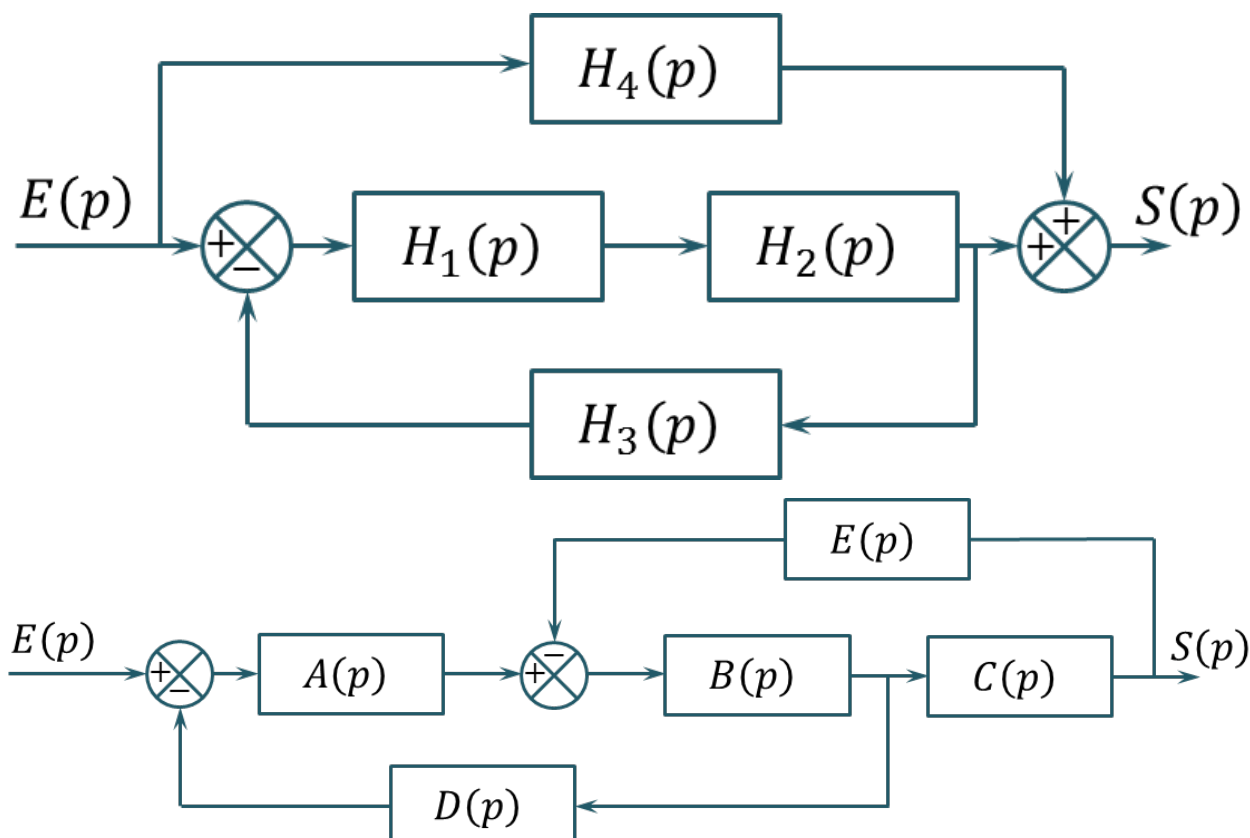 H₄(p)
E(p)
+
−
H₁(p)
H₂(p)
+
+
S(p)
H₃(p)
E(p)
E(p)
+
−
A(p)
−
+
B(p)
C(p)
S(p)
D(p)